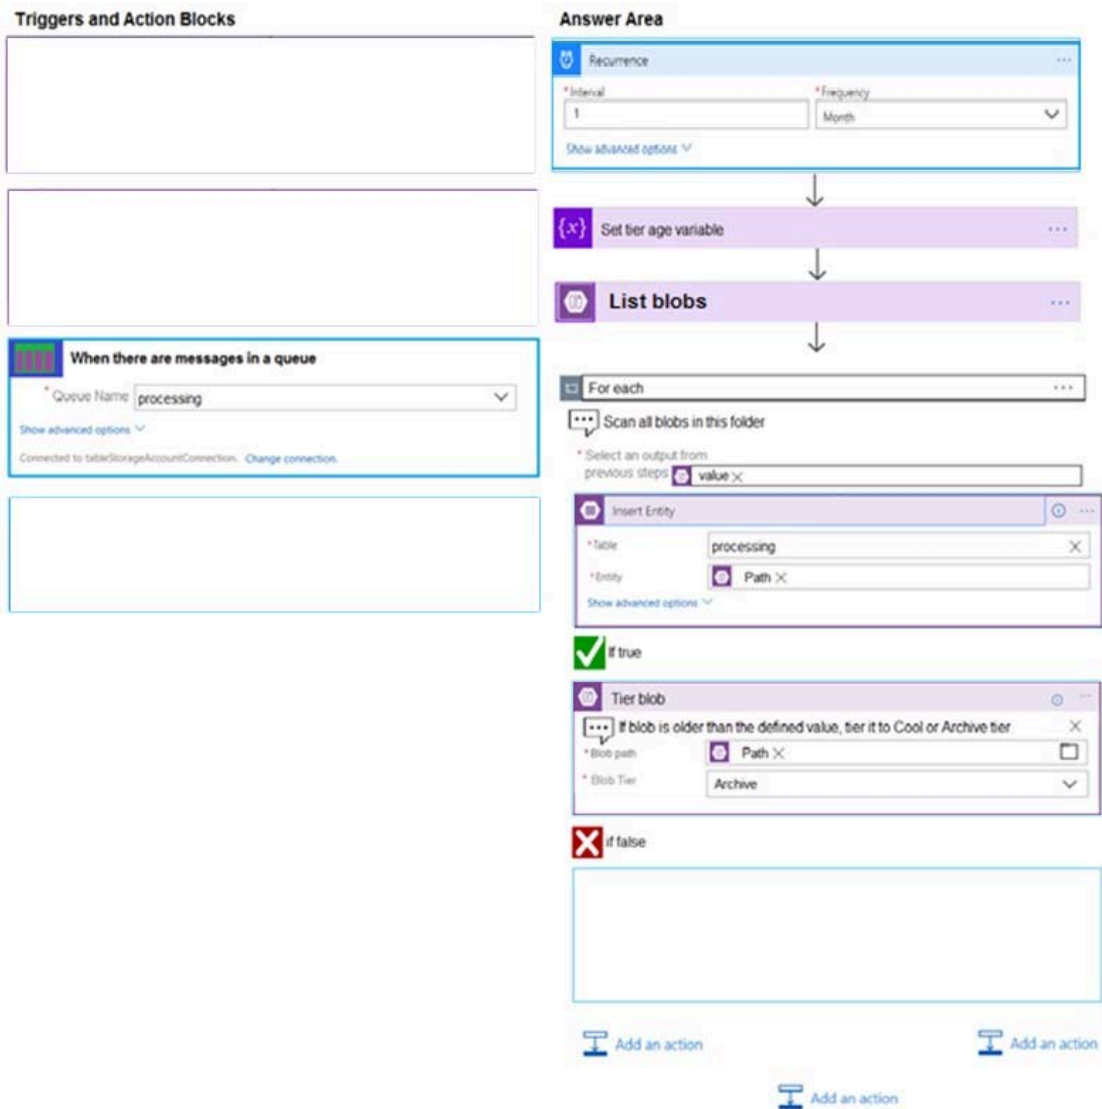 Triggers and Action Blocks
When there are messages in a queue
* Queue Name processing
Show advanced options
Connected to tableStorageAccountConnection. Change connection.
Answer Area
Recurrence
* Interval
1
* Frequency
Month
Show advanced options
{x} Set tier age variable
List blobs
For each
Scan all blobs in this folder
* Select an output from
previous steps value
Insert Entity
* Table processing
* Entity Path
Show advanced options
If true
Tier blob
If blob is older than the defined value, tier it to Cool or Archive tier
* Blob path Path
* Blob Tier Archive
if false
Add an action
Add an action
Add an action